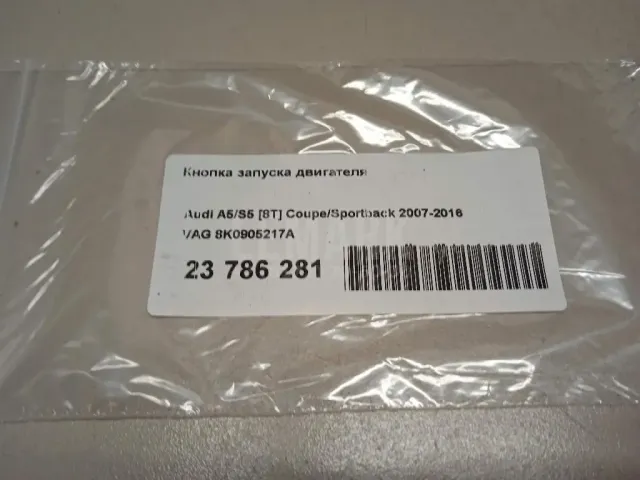 Кнопка запуска двигателя
Audi A5/S5 [8T] Coupe/Sportback 2007-2016
VAG 8K0905217A
23 786 281